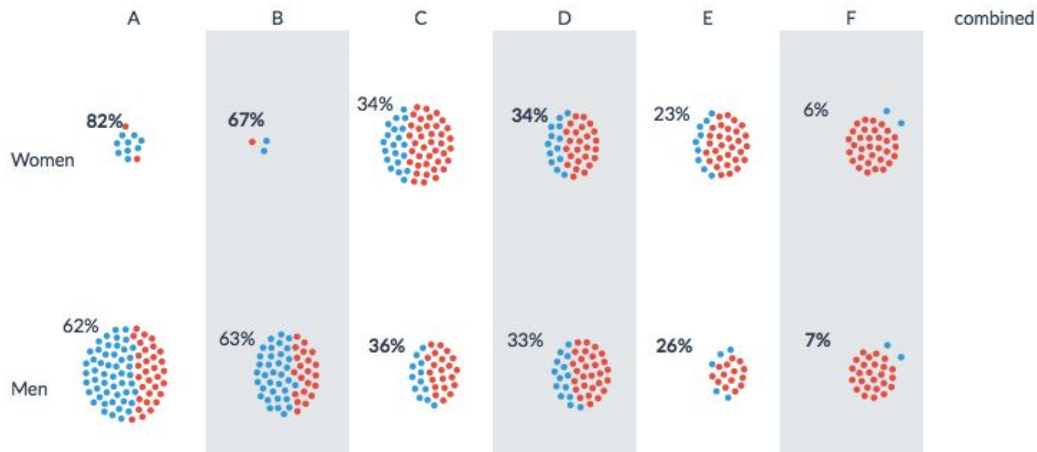 A B C D E F combined
82% 67% 34% 34% 23% 6%
Women
62% 63% 36% 33% 26% 7%
Men